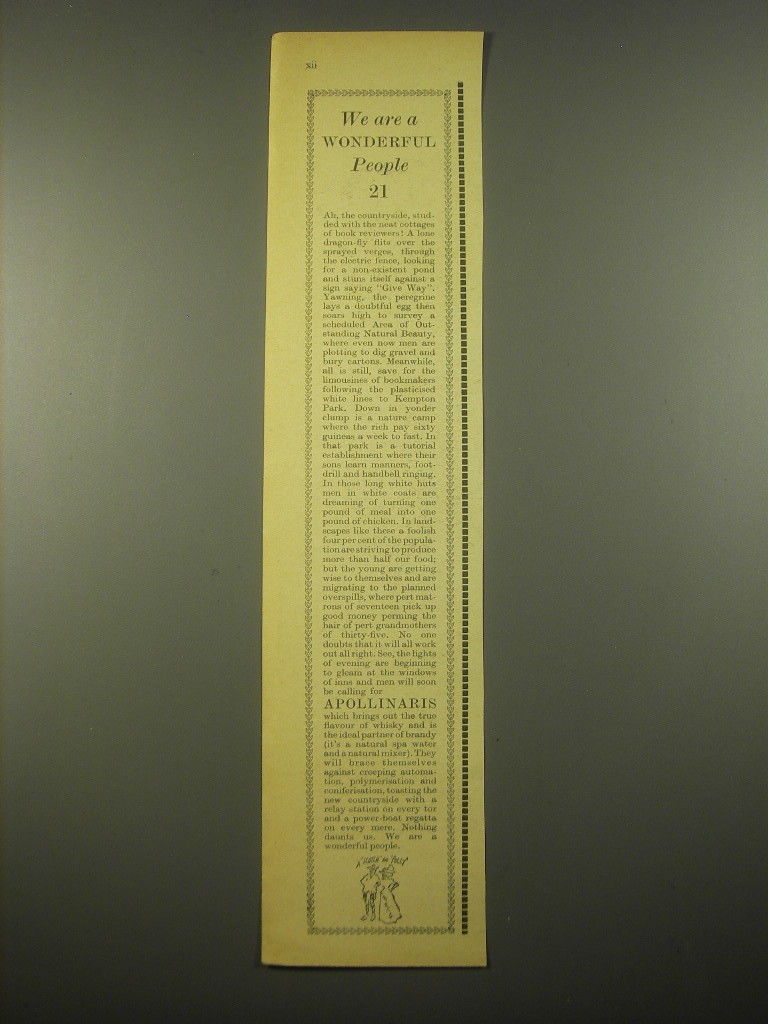 xii
We are a
WONDERFUL
People
21
Ah, the countryside, stud-
ded with the neat cottages
of book reviewers! A lone
dragon-fly flits over the
sprayed verges, through
the electric fence, looking
for a non-existent pond
and stuns itself against a
sign saying "Give Way".
Yawning, the peregrine
lays a doubtful egg then
soars high to survey a
scheduled Area of Out-
standing Natural Beauty,
where even now men are
plotting to dig gravel and
bury cartons. Meanwhile,
all is still, save for the
limousines of bookmakers
following the plasticised
white lines to Kempton
Park. Down in yonder
clump is a nature camp
where the rich pay sixty
guineas a week to fast. In
that park is a tutorial
establishment where their
sons learn manners, foot-
drill and handbell ringing.
In those long white huts
men in white coats are
dreaming of turning one
pound of meal into one
pound of chicken. In land-
scapes like these a foolish
four per cent of the popula-
tion are striving to produce
more than half our food;
but the young are getting
wise to themselves and are
migrating to the planned
overspills, where pert mat-
rons of seventeen pick up
good money perming the
hair of pert grandmothers
of thirty-five. No one
doubts that it will all work
out all right. See, the lights
of evening are beginning
to gleam at the windows
of inns and men will soon
be calling for
APOLLINARIS
which brings out the true
flavour of whisky and is
the ideal partner of brandy
(it's a natural spa water
and a natural mixer). They
will brace themselves
against creeping automa-
tion, polymerisation and
coniferisation, toasting the
new countryside with a
relay station on every tor
and a power-boat regatta
on every mere. Nothing
daunts us. We are a
wonderful people.
A "Scotch" and "Polly"